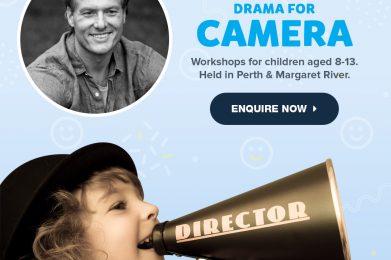 DRAMA FOR
CAMERA
Workshops for children aged 8-13.
Held in Perth & Margaret River.
ENQUIRE NOW
DIRECTOR